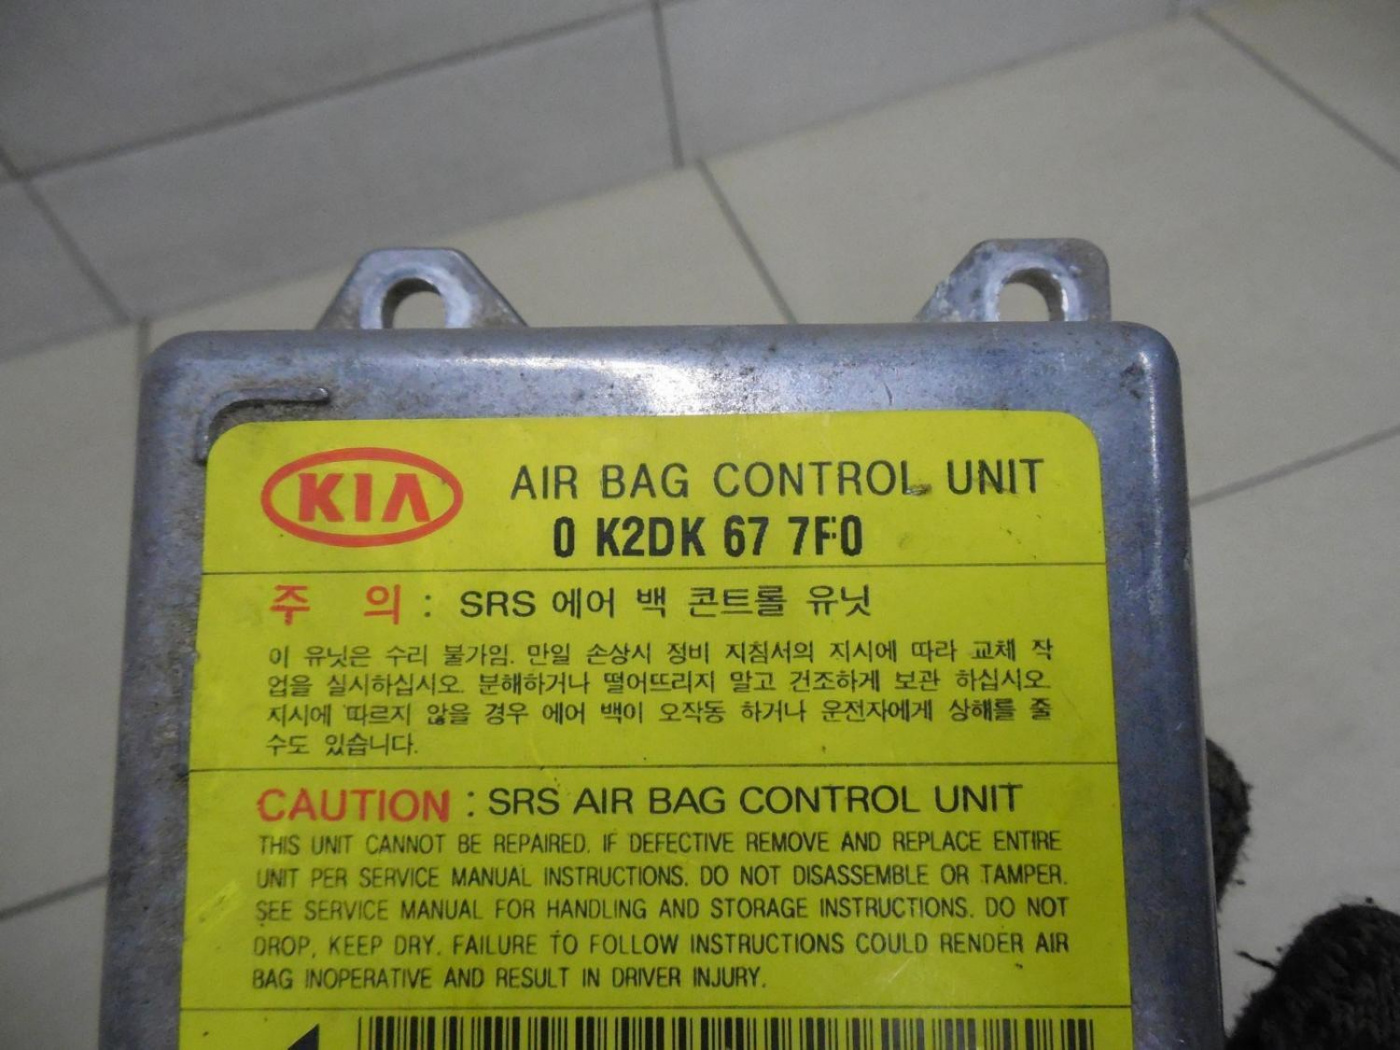 KIA AIR BAG CONTROL UNIT
0 K2DK 67 7F0
주 의 : SRS 에어 백 콘트롤 유닛
이 유닛은 수리 불가임. 만일 손상시 정비 지침서의 지시에 따라 교체 작
업을 실시하십시오. 분해하거나 떨어뜨리지 말고 건조하게 보관 하십시오.
지시에 따르지 않을 경우 에어 백이 오작동 하거나 운전자에게 상해를 줄
수도 있습니다.
CAUTION : SRS AIR BAG CONTROL UNIT
THIS UNIT CANNOT BE REPAIRED. IF DEFECTIVE REMOVE AND REPLACE ENTIRE
UNIT PER SERVICE MANUAL INSTRUCTIONS. DO NOT DISASSEMBLE OR TAMPER.
SEE SERVICE MANUAL FOR HANDLING AND STORAGE INSTRUCTIONS. DO NOT
DROP, KEEP DRY. FAILURE TO FOLLOW INSTRUCTIONS COULD RENDER AIR
BAG INOPERATIVE AND RESULT IN DRIVER INJURY.